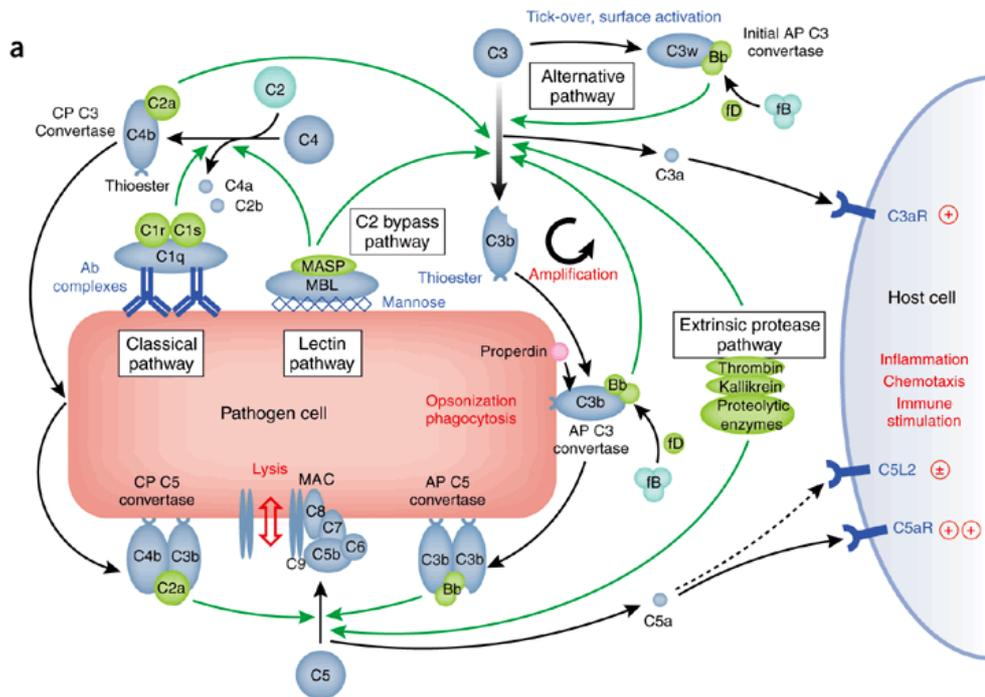 a
Tick-over, surface activation
C3
C3w
Bb
Initial AP C3
convertase
Alternative
pathway
fD
fB
C2a
C2
CP C3
Convertase
C4b
C4
Thioester
C4a
C2b
C3a
C3aR
+
C1r
C1s
C1q
C2 bypass
pathway
C3b
Ab
complexes
MASP
MBL
Mannose
Thioester
Amplification
Host cell
Classical
pathway
Lectin
pathway
Properdin
Extrinsic protease
pathway
Thrombin
Kallikrein
Proteolytic
enzymes
Inflammation
Chemotaxis
Immune
stimulation
Pathogen cell
Opsonization
phagocytosis
Bb
C3b
AP C3
convertase
fD
fB
Lysis
CP C5
convertase
MAC
AP C5
convertase
C5L2
±
C8
C7
C6
C5b
C9
C4b
C3b
C2a
C3b
C3b
Bb
C5aR
+
+
C5a
C5